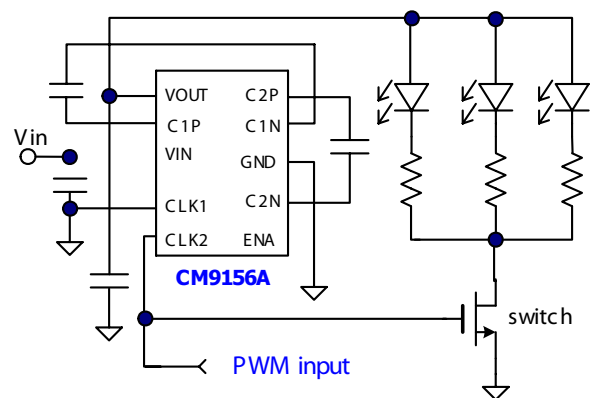 VOUT
C1P
VIN
CLK1
CLK2
C2P
C1N
GND
C2N
ENA
Vin
CM9156A
switch
PWM input